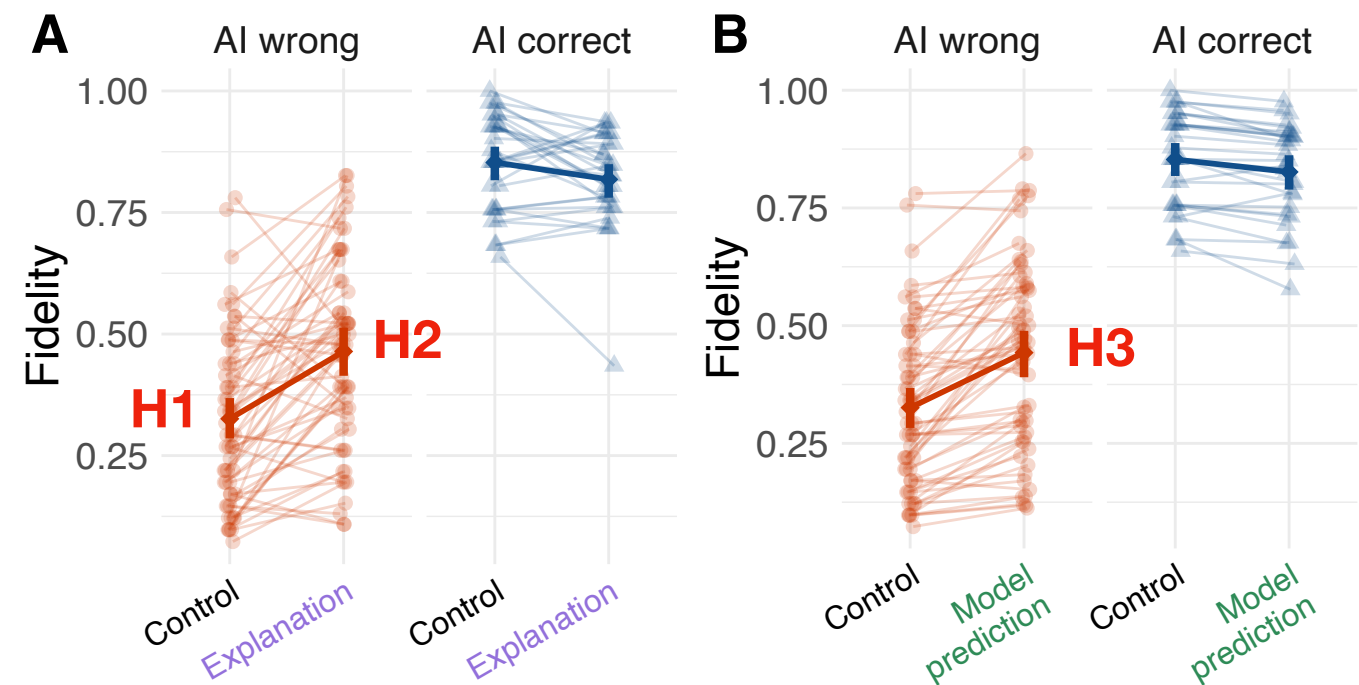 A
AI wrong
AI correct
Fidelity
1.00
0.75
0.50
0.25
H1
H2
Control
Explanation
Control
Explanation
B
AI wrong
AI correct
Fidelity
1.00
0.75
0.50
0.25
H3
Control
Model
prediction
Control
Model
prediction